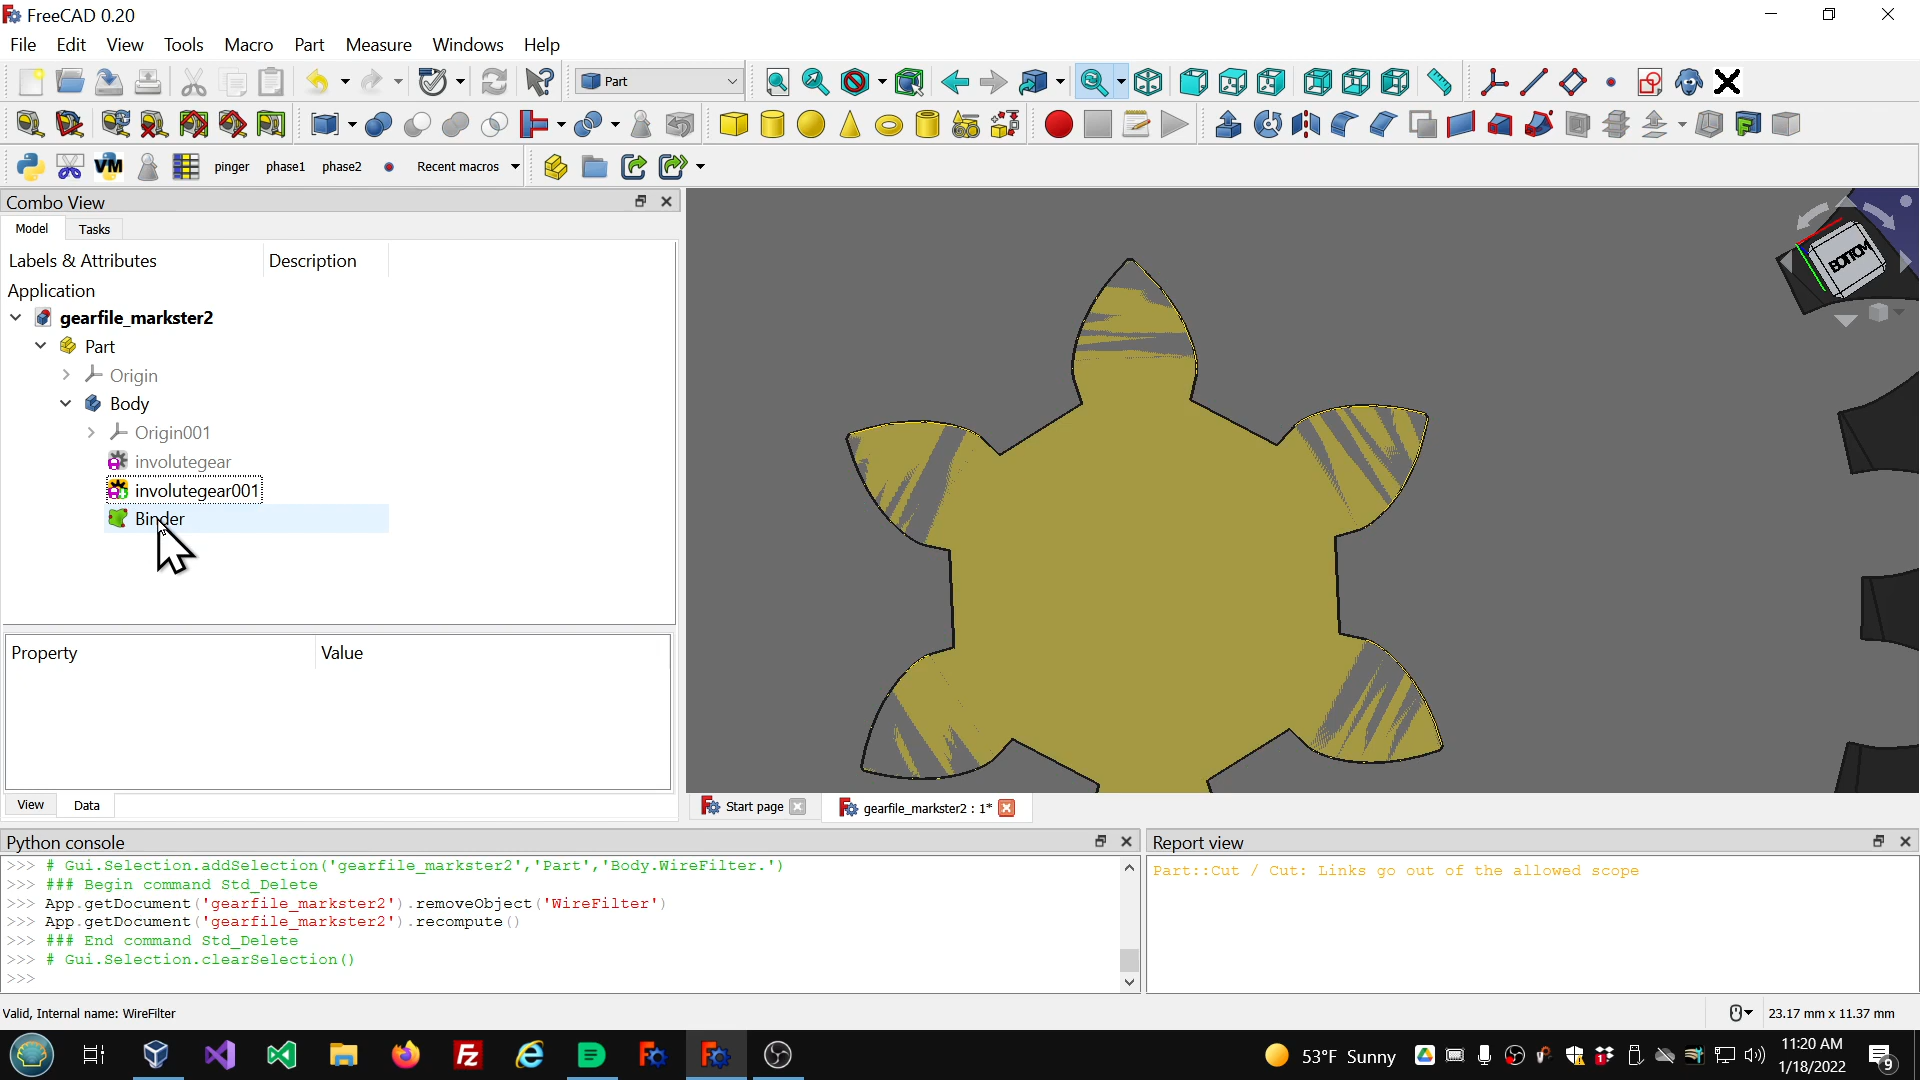 FreeCAD 0.20
File Edit View Tools Macro Part Measure Windows Help
Part
VM pinger phase1 phase2 Recent macros
Combo View
Model Tasks
Labels & Attributes Description
Application
gearfile_markster2
Part
Origin
Body
Origin001
involutegear
involutegear001
Binder
BOTTOM
Property Value
View Data
Start page gearfile_markster2 : 1*
Python console
>>> # Gui.Selection.addSelection('gearfile_markster2','Part','Body.WireFilter.')
>>> ### Begin command Std_Delete
>>> App.getDocument('gearfile_markster2').removeObject('WireFilter')
>>> App.getDocument('gearfile_markster2').recompute()
>>> ### End command Std_Delete
>>> # Gui.Selection.clearSelection()
>>>
Report view
Part::Cut / Cut: Links go out of the allowed scope
Valid, Internal name: WireFilter
23.17 mm x 11.37 mm
53°F Sunny
11:20 AM
1/18/2022
9